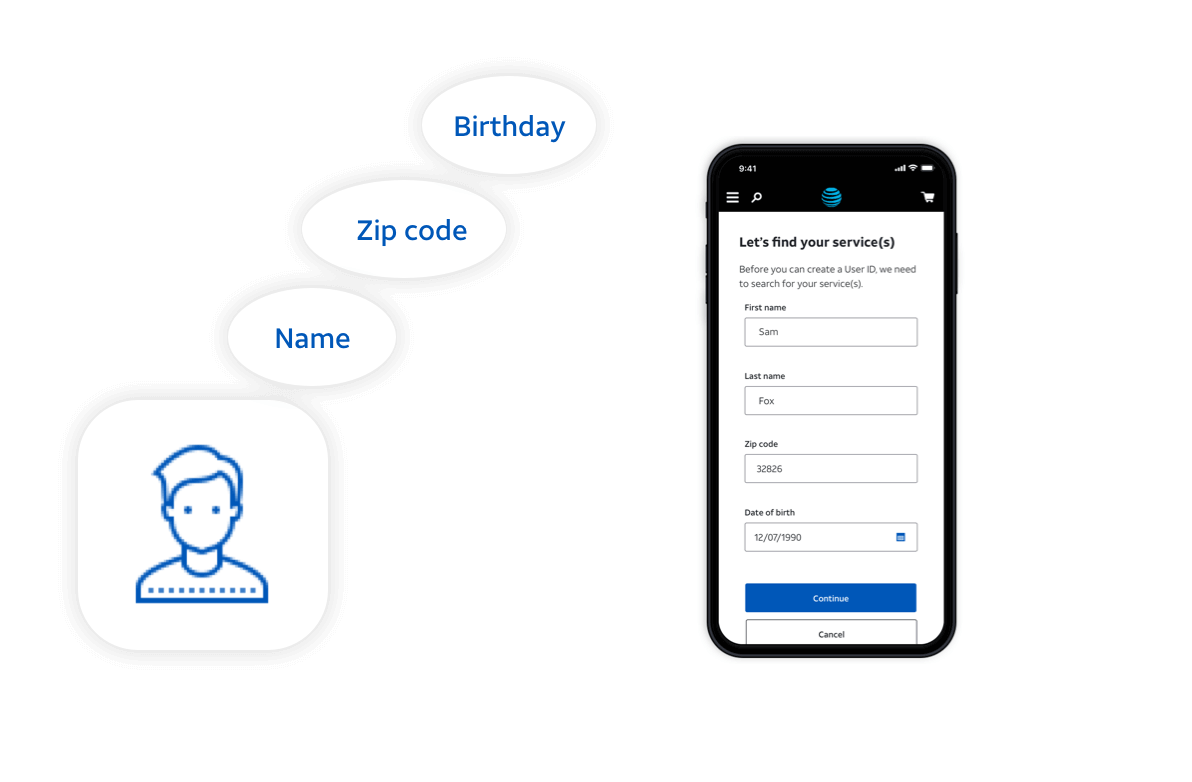 Birthday
Zip code
Name
9:41
Let's find your service(s)
Before you can create a User ID, we need
to search for your service(s).
First name
Sam
Last name
Fox
Zip code
32826
Date of birth
12/07/1990
Continue
Cancel